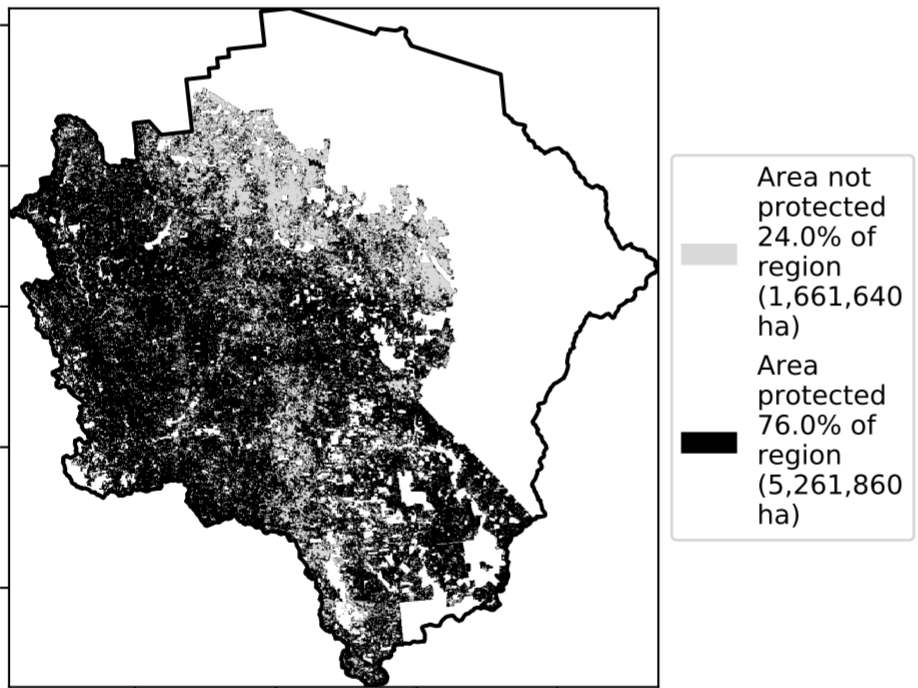 Area not
protected
24.0% of
region
(1,661,640
ha)
Area
protected
76.0% of
region
(5,261,860
ha)